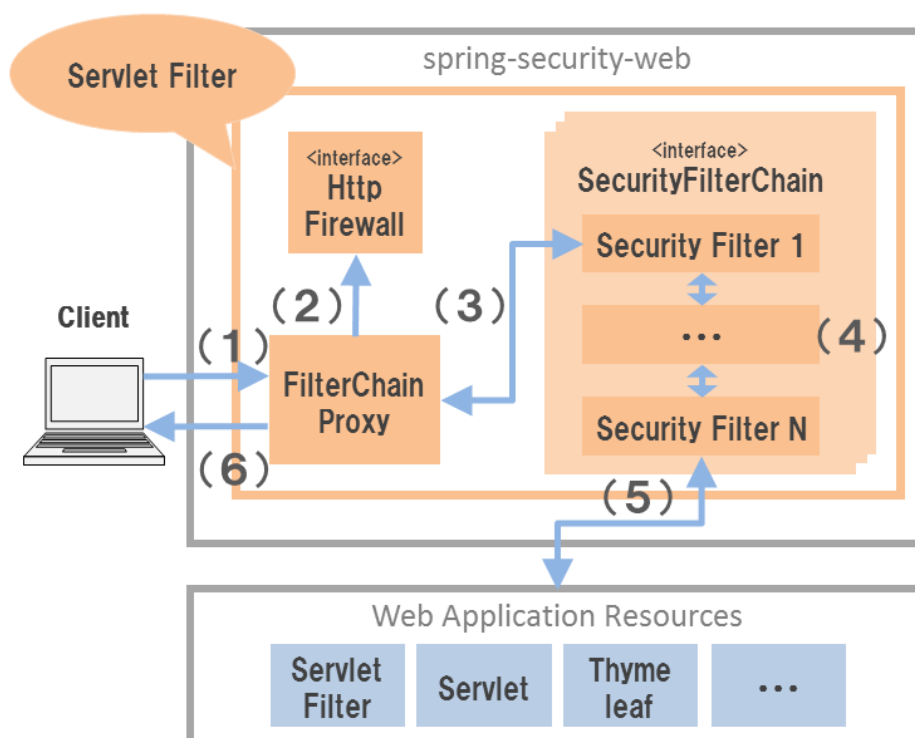 spring-security-web
Servlet Filter
<interface>
Http
Firewall
<interface>
SecurityFilterChain
Security Filter 1
(2)
(3)
Client
(1)
...
(4)
FilterChain
Proxy
Security Filter N
(6)
(5)
Web Application Resources
Servlet
Filter
Servlet
Thyme
leaf
...